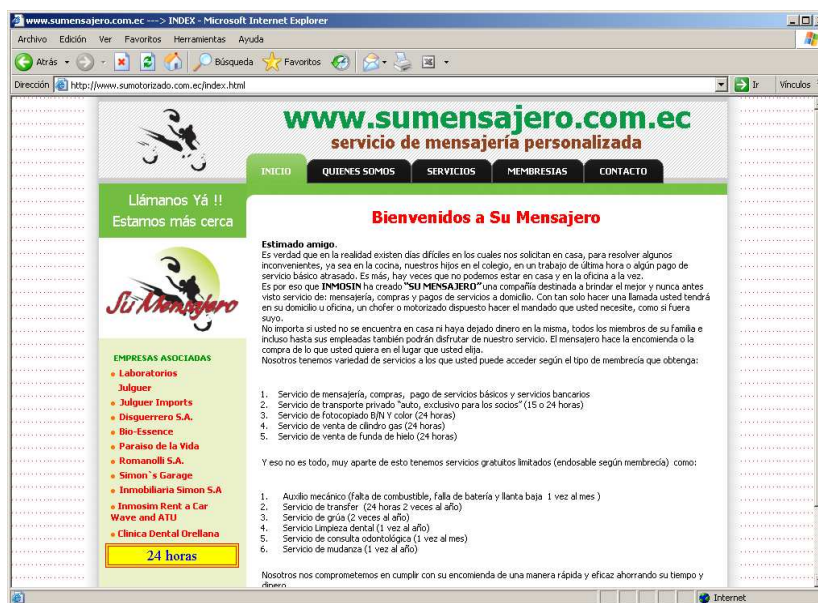 www.sumensajero.com.ec ---> INDEX - Microsoft Internet Explorer
Archivo Edición Ver Favoritos Herramientas Ayuda
Atrás Búsqueda Favoritos
Dirección http://www.sumotorizado.com.ec/index.html Ir Vínculos
www.sumensajero.com.ec
servicio de mensajería personalizada
INICIO QUIENES SOMOS SERVICIOS MEMBRESIAS CONTACTO
Llámanos Yá !!
Estamos más cerca
Su Mensajero
EMPRESAS ASOCIADAS
Laboratorios
Julguer
Julguer Imports
Disguerrero S.A.
Bio-Essence
Paraiso de la Vida
Romanolli S.A.
Simon`s Garage
Inmobiliaria Simon S.A
Inmosim Rent a Car
Wave and ATU
Clinica Dental Orellana
24 horas
Bienvenidos a Su Mensajero
Estimado amigo.
Es verdad que en la realidad existen días difíciles en los cuales nos solicitan en casa, para resolver algunos
inconvenientes, ya sea en la cocina, nuestros hijos en el colegio, en un trabajo de última hora o algún pago de
servicio básico atrasado. Es más, hay veces que no podemos estar en casa y en la oficina a la vez.
Es por eso que INMOSIN ha creado "SU MENSAJERO" una compañía destinada a brindar el mejor y nunca antes
visto servicio de: mensajería, compras y pagos de servicios a domicilio. Con tan solo hacer una llamada usted tendrá
en su domicilio u oficina, un chofer o motorizado dispuesto hacer el mandado que usted necesite, como si fuera
suyo.
No importa si usted no se encuentra en casa ni haya dejado dinero en la misma, todos los miembros de su familia e
incluso hasta sus empleadas también podrán disfrutar de nuestro servicio. El mensajero hace la encomienda o la
compra de lo que usted quiera en el lugar que usted elija.
Nosotros tenemos variedad de servicios a los que usted puede acceder según el tipo de membrecía que obtenga:
1. Servicio de mensajería, compras, pago de servicios básicos y servicios bancarios
2. Servicio de transporte privado "auto, exclusivo para los socios" (15 o 24 horas)
3. Servicio de fotocopiado B/N Y color (24 horas)
4. Servicio de venta de cilindro gas (24 horas)
5. Servicio de venta de funda de hielo (24 horas)
Y eso no es todo, muy aparte de esto tenemos servicios gratuitos limitados (endosable según membrecía) como:
1. Auxilio mecánico (falta de combustible, falla de batería y llanta baja 1 vez al mes )
2. Servicio de transfer (24 horas 2 veces al año)
3. Servicio de grúa (2 veces al año)
4. Servicio Limpieza dental (1 vez al año)
5. Servicio de consulta odontológica (1 vez al mes)
6. Servicio de mudanza (1 vez al año)
Nosotros nos comprometemos en cumplir con su encomienda de una manera rápida y eficaz ahorrando su tiempo y
dinero
Internet